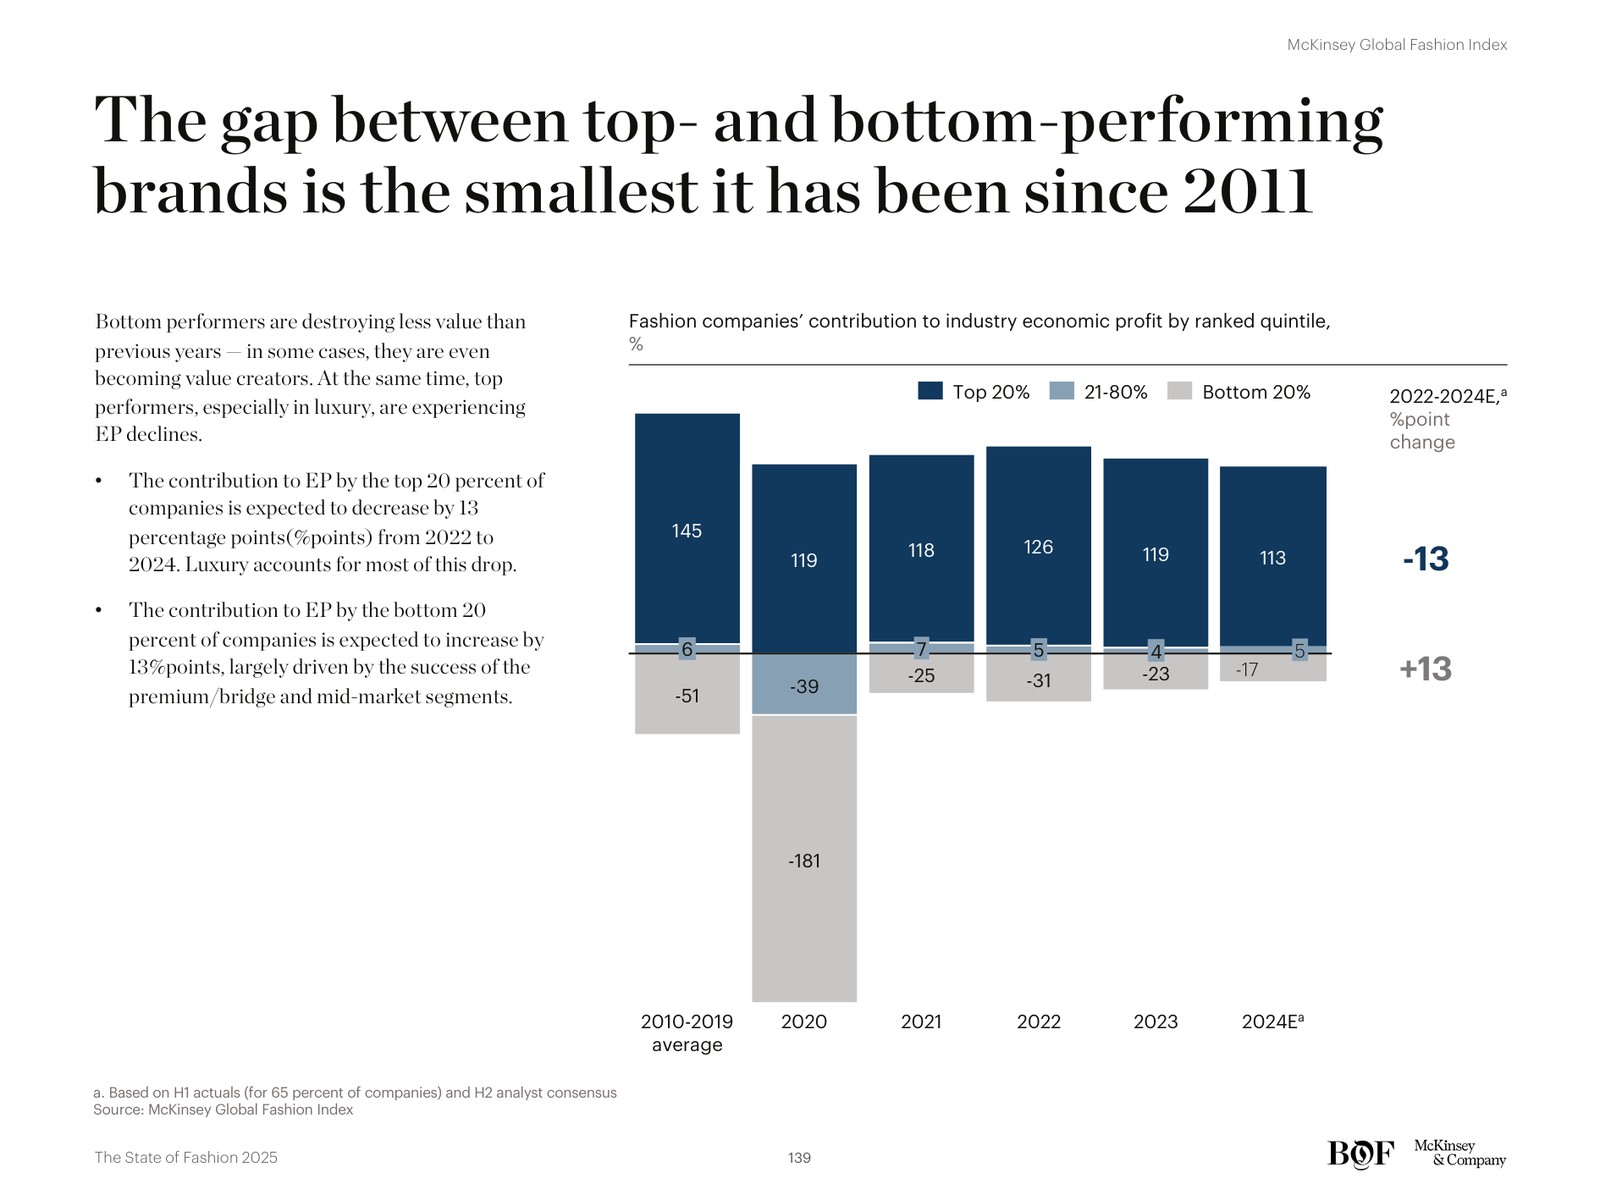 McKinsey Global Fashion Index
The gap between top- and bottom-performing
brands is the smallest it has been since 2011
Bottom performers are destroying less value than
previous years — in some cases, they are even
becoming value creators. At the same time, top
performers, especially in luxury, are experiencing
EP declines.
• The contribution to EP by the top 20 percent of
companies is expected to decrease by 13
percentage points(%points) from 2022 to
2024. Luxury accounts for most of this drop.
• The contribution to EP by the bottom 20
percent of companies is expected to increase by
13%points, largely driven by the success of the
premium/bridge and mid-market segments.
Fashion companies’ contribution to industry economic profit by ranked quintile,
%
Top 20% 21-80% Bottom 20%
2022-2024E,ᵃ
%point
change
145 119 118 126 119 113
-13
6 7 5 4 5
-51 -39 -25 -31 -23 -17
+13
-181
2010-2019
average
2020 2021 2022 2023 2024Eᵃ
a. Based on H1 actuals (for 65 percent of companies) and H2 analyst consensus
Source: McKinsey Global Fashion Index
The State of Fashion 2025
139
BOF
McKinsey
& Company